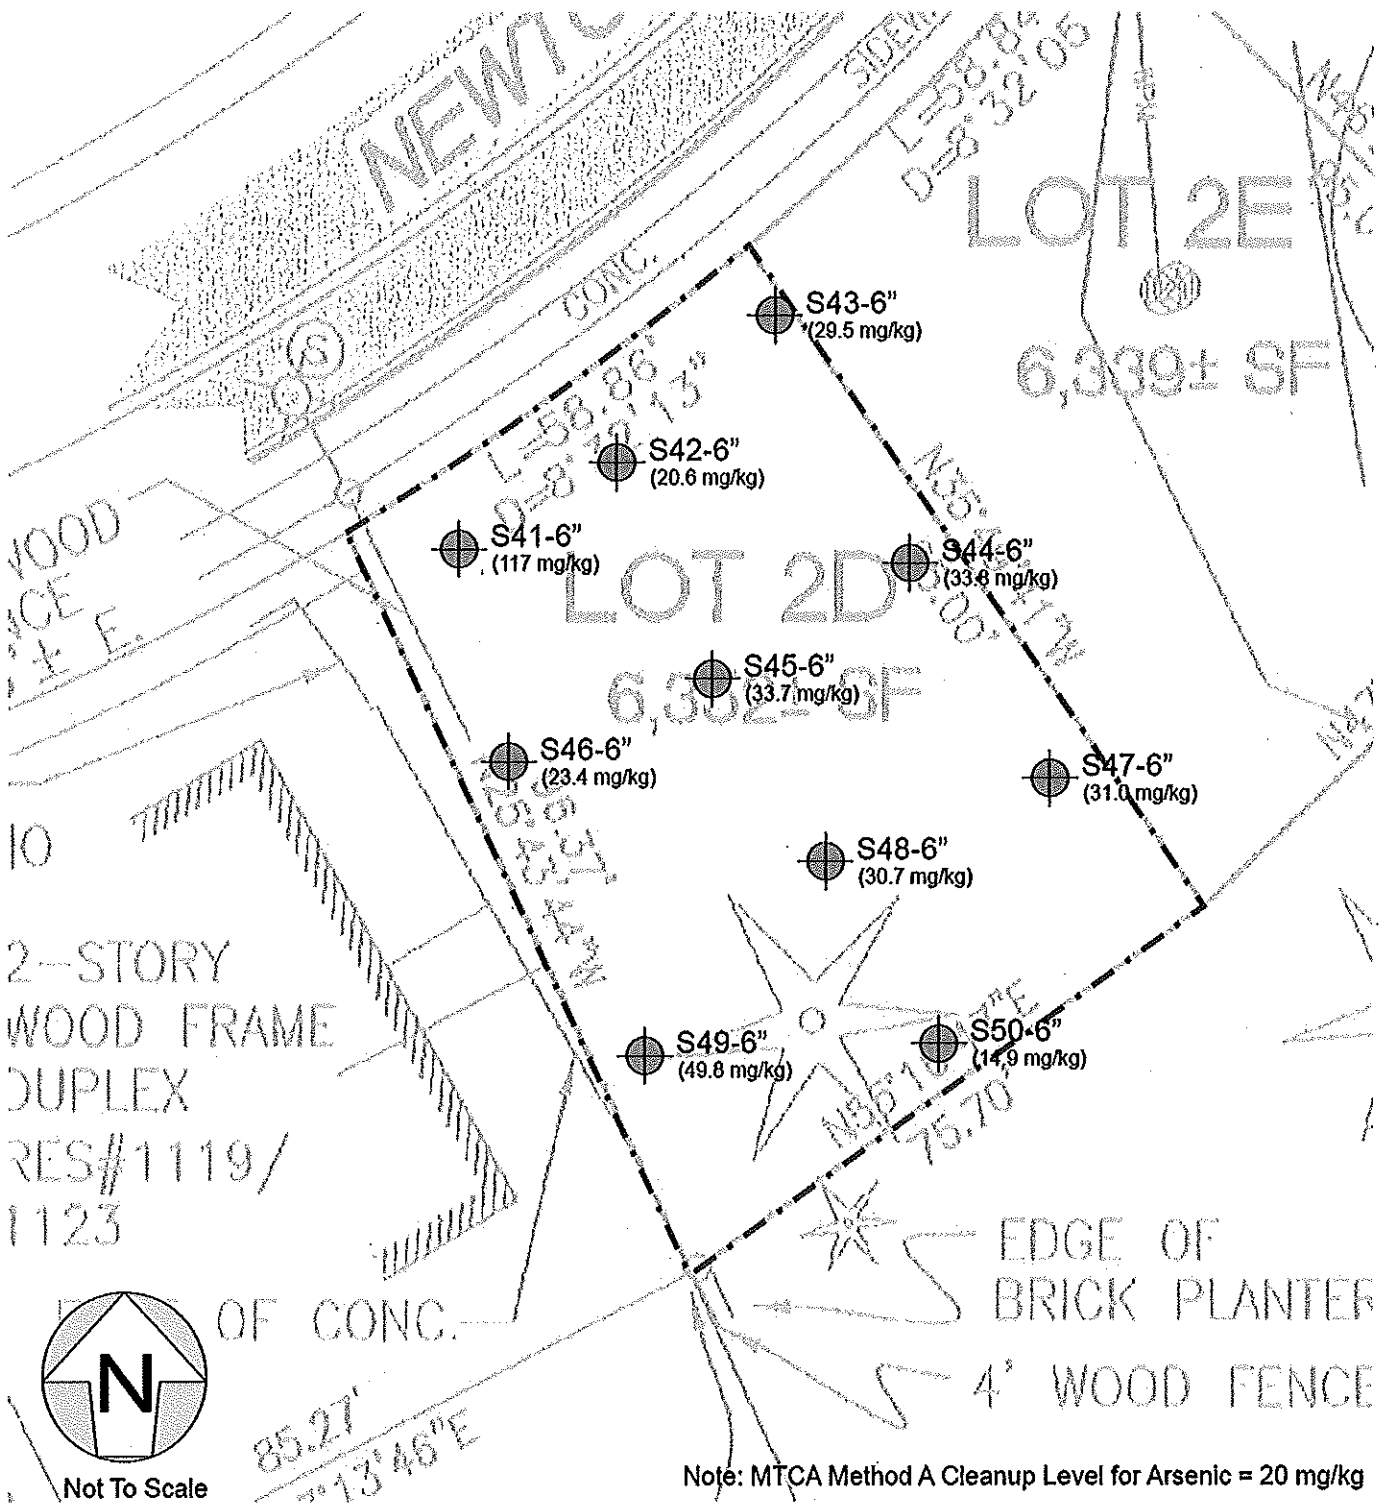 CONC.
LOT 2E
6,339± SF
S43-6”
(29.5 mg/kg)
L=58.86'
S
S42-6”
(20.6 mg/kg)
S41-6”
(117 mg/kg)
LOT 2D
S44-6”
(33.8 mg/kg)
S45-6”
(33.7 mg/kg)
SF
S46-6”
(23.4 mg/kg)
S47-6”
(31.0 mg/kg)
S48-6”
(30.7 mg/kg)
2-STORY
WOOD FRAME
DUPLEX
RES#1119/
1123
S49-6”
(49.8 mg/kg)
S50-6”
(14.9 mg/kg)
75.70'
EDGE OF
BRICK PLANTER
OF CONC.
4' WOOD FENCE
N
85.27'
Not To Scale
Note: MTCA Method A Cleanup Level for Arsenic = 20 mg/kg